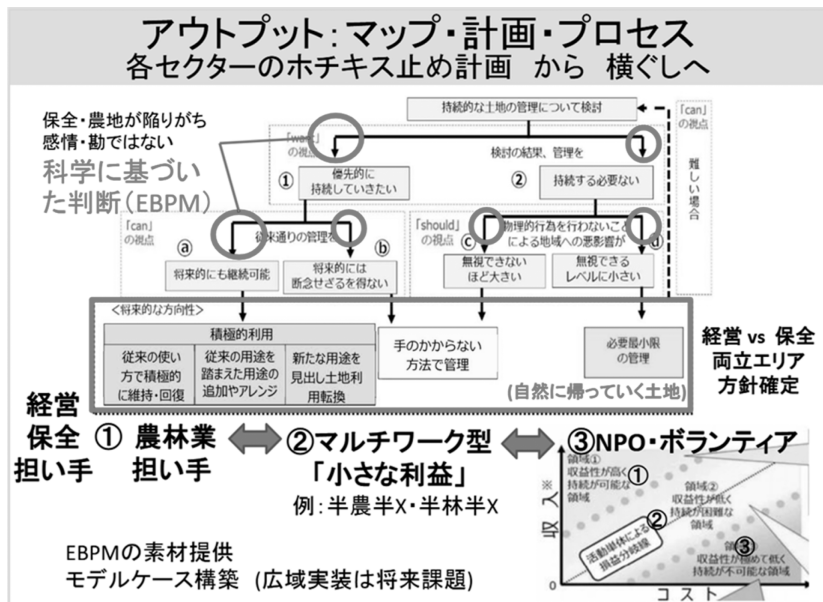 アウトプット：マップ・計画・プロセス
各セクターのホチキス止め計画 から 横ぐしへ
保全・農地が陥りがち
感情・勘ではない
科学に基づい
た判断（EBPM）
持続的な土地の管理について検討
「can」
の視点
難しい場合
「want」
の視点
検討の結果、管理を
① 優先的に
持続していきたい
② 持続する必要ない
「can」
の視点
従来通りの管理を
ⓐ 将来的にも継続可能
ⓑ 将来的には
断念せざるを得ない
「should」
の視点
物理的行為を行わないこと
による地域への悪影響が
ⓒ 無視できない
ほど大きい
ⓓ 無視できる
レベルに小さい
＜将来的な方向性＞
積極的利用
従来の使い
方で積極的
に維持・回復
従来の用途を
踏まえた用途の
追加やアレンジ
新たな用途を
見出し土地利
用転換
手のかからない
方法で管理
必要最小限
の管理
(自然に帰っていく土地)
経営 vs 保全
両立エリア
方針確定
経営
保全
担い手
① 農林業
担い手
②マルチワーク型
「小さな利益」
例：半農半X・半林半X
③NPO・ボランティア
EBPMの素材提供
モデルケース構築 (広域実装は将来課題)
※
収入
領域①
収益性が高く
持続が可能な
領域
①
領域②
収益性が低く
持続が困難な
領域
②
活動単体による
損益分岐線
③
収益性が極めて低く
持続が不可能な領域
0
コスト